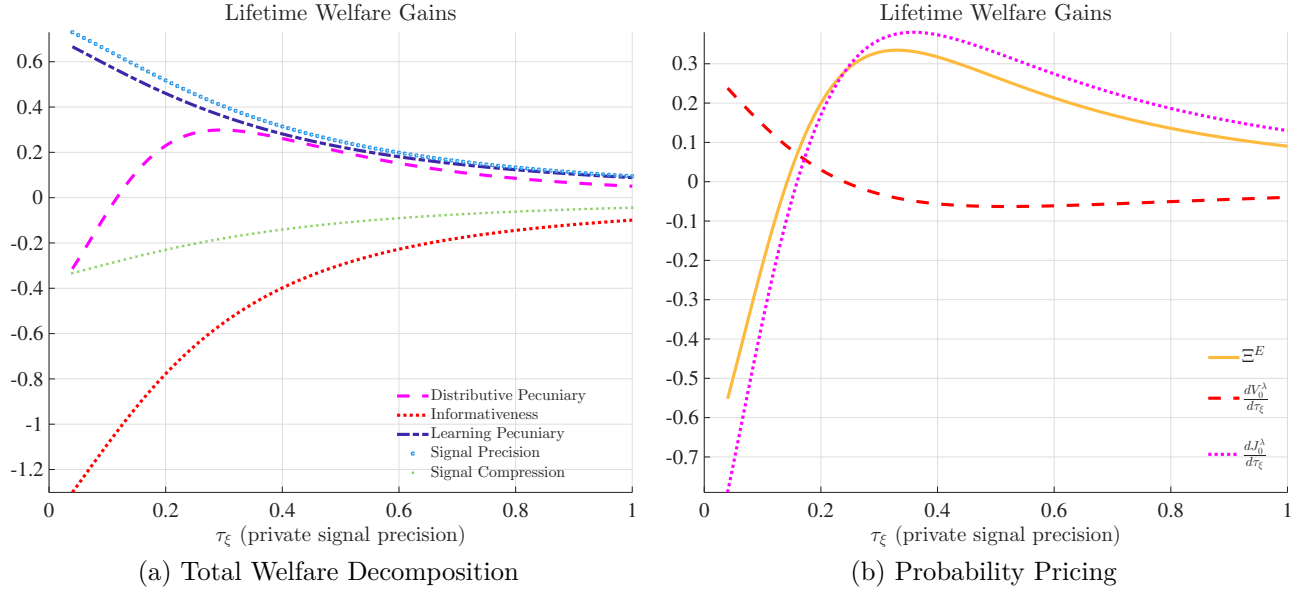 Lifetime Welfare Gains
0.6
0.4
0.2
0
-0.2
-0.4
-0.6
-0.8
-1
-1.2
Distributive Pecuniary
Informativeness
Learning Pecuniary
Signal Precision
Signal Compression
0 0.2 0.4 0.6 0.8 1
τ_ξ (private signal precision)
(a) Total Welfare Decomposition
Lifetime Welfare Gains
0.3
0.2
0.1
0
-0.1
-0.2
-0.3
-0.4
-0.5
-0.6
-0.7
Ξ^E
dV_0^λ
dτ_ξ
dJ_0^λ
dτ_ξ
0 0.2 0.4 0.6 0.8 1
τ_ξ (private signal precision)
(b) Probability Pricing